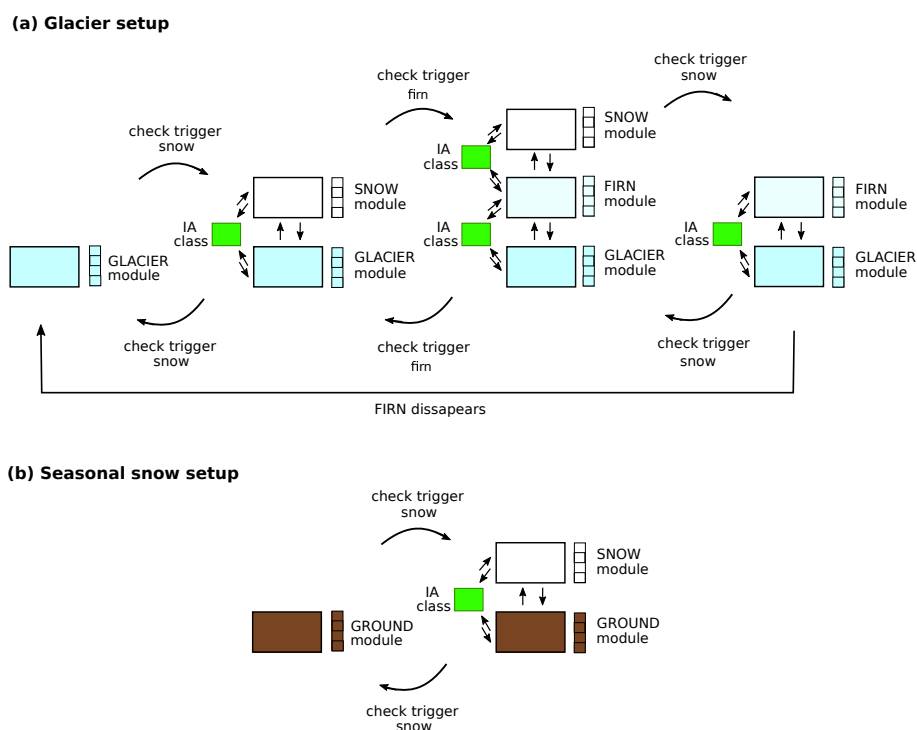 (a) Glacier setup
check trigger
snow
GLACIER
module
IA
class
SNOW
module
GLACIER
module
check trigger
snow
check trigger
firn
IA
class
IA
class
SNOW
module
FIRN
module
GLACIER
module
check trigger
firn
check trigger
snow
IA
class
FIRN
module
GLACIER
module
check trigger
snow
FIRN dissapears
(b) Seasonal snow setup
check trigger
snow
GROUND
module
IA
class
SNOW
module
GROUND
module
check trigger
snow